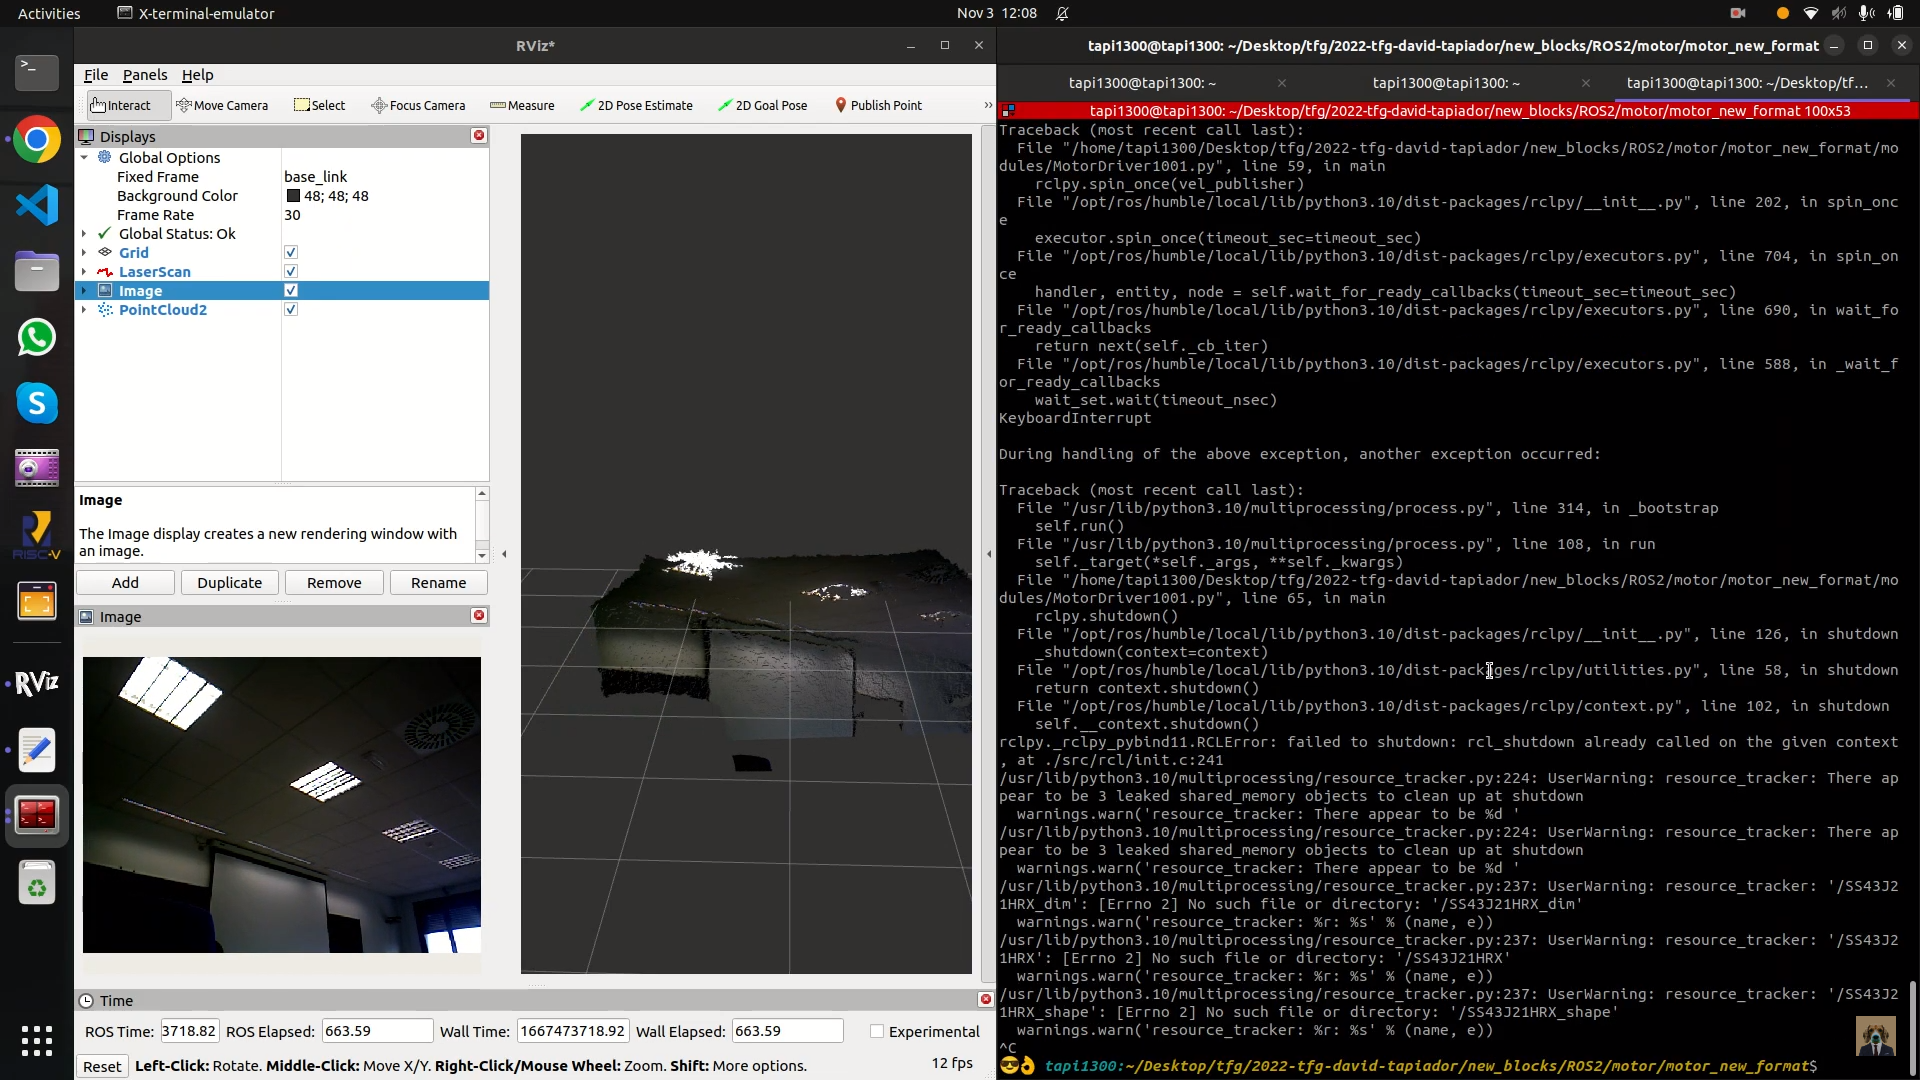 Activities
X-terminal-emulator
Nov 3 12:08
RViz*
File Panels Help
Interact
Move Camera
Select
Focus Camera
Measure
2D Pose Estimate
2D Goal Pose
Publish Point
»
Displays
Global Options
Fixed Frame base_link
Background Color 48; 48; 48
Frame Rate 30
Global Status: Ok
Grid
LaserScan
Image
PointCloud2
Image
The Image display creates a new rendering window with
an image.
Add Duplicate Remove Rename
Image
Time
ROS Time: 3718.82 ROS Elapsed: 663.59 Wall Time: 1667473718.92 Wall Elapsed: 663.59 Experimental
Reset Left-Click: Rotate. Middle-Click: Move X/Y. Right-Click/Mouse Wheel: Zoom. Shift: More options. 12 fps
RISC-V
RViz
tapi1300@tapi1300: ~/Desktop/tfg/2022-tfg-david-tapiador/new_blocks/ROS2/motor/motor_new_format
tapi1300@tapi1300: ~
tapi1300@tapi1300: ~
tapi1300@tapi1300: ~/Desktop/tf...
tapi1300@tapi1300: ~/Desktop/tfg/2022-tfg-david-tapiador/new_blocks/ROS2/motor/motor_new_format 100x53
Traceback (most recent call last):
File "/home/tapi1300/Desktop/tfg/2022-tfg-david-tapiador/new_blocks/ROS2/motor/motor_new_format/mo
dules/MotorDriver1001.py", line 59, in main
rclpy.spin_once(vel_publisher)
File "/opt/ros/humble/local/lib/python3.10/dist-packages/rclpy/__init__.py", line 202, in spin_onc
e
executor.spin_once(timeout_sec=timeout_sec)
File "/opt/ros/humble/local/lib/python3.10/dist-packages/rclpy/executors.py", line 704, in spin_on
ce
handler, entity, node = self.wait_for_ready_callbacks(timeout_sec=timeout_sec)
File "/opt/ros/humble/local/lib/python3.10/dist-packages/rclpy/executors.py", line 690, in wait_fo
r_ready_callbacks
return next(self._cb_iter)
File "/opt/ros/humble/local/lib/python3.10/dist-packages/rclpy/executors.py", line 588, in _wait_f
or_ready_callbacks
wait_set.wait(timeout_nsec)
KeyboardInterrupt
During handling of the above exception, another exception occurred:
Traceback (most recent call last):
File "/usr/lib/python3.10/multiprocessing/process.py", line 314, in _bootstrap
self.run()
File "/usr/lib/python3.10/multiprocessing/process.py", line 108, in run
self._target(*self._args, **self._kwargs)
File "/home/tapi1300/Desktop/tfg/2022-tfg-david-tapiador/new_blocks/ROS2/motor/motor_new_format/mo
dules/MotorDriver1001.py", line 65, in main
rclpy.shutdown()
File "/opt/ros/humble/local/lib/python3.10/dist-packages/rclpy/__init__.py", line 126, in shutdown
_shutdown(context=context)
File "/opt/ros/humble/local/lib/python3.10/dist-packages/rclpy/utilities.py", line 58, in shutdown
return context.shutdown()
File "/opt/ros/humble/local/lib/python3.10/dist-packages/rclpy/context.py", line 102, in shutdown
self.__context.shutdown()
rclpy._rclpy_pybind11.RCLError: failed to shutdown: rcl_shutdown already called on the given context
, at ./src/rcl/init.c:241
/usr/lib/python3.10/multiprocessing/resource_tracker.py:224: UserWarning: resource_tracker: There ap
pear to be 3 leaked shared_memory objects to clean up at shutdown
warnings.warn('resource_tracker: There appear to be %d '
/usr/lib/python3.10/multiprocessing/resource_tracker.py:224: UserWarning: resource_tracker: There ap
pear to be 3 leaked shared_memory objects to clean up at shutdown
warnings.warn('resource_tracker: There appear to be %d '
/usr/lib/python3.10/multiprocessing/resource_tracker.py:237: UserWarning: resource_tracker: '/SS43J2
1HRX_dim': [Errno 2] No such file or directory: '/SS43J21HRX_dim'
warnings.warn('resource_tracker: %r: %s' % (name, e))
/usr/lib/python3.10/multiprocessing/resource_tracker.py:237: UserWarning: resource_tracker: '/SS43J2
1HRX': [Errno 2] No such file or directory: '/SS43J21HRX'
warnings.warn('resource_tracker: %r: %s' % (name, e))
/usr/lib/python3.10/multiprocessing/resource_tracker.py:237: UserWarning: resource_tracker: '/SS43J2
1HRX_shape': [Errno 2] No such file or directory: '/SS43J21HRX_shape'
warnings.warn('resource_tracker: %r: %s' % (name, e))
^C
😎👌 tapi1300:~/Desktop/tfg/2022-tfg-david-tapiador/new_blocks/ROS2/motor/motor_new_format$